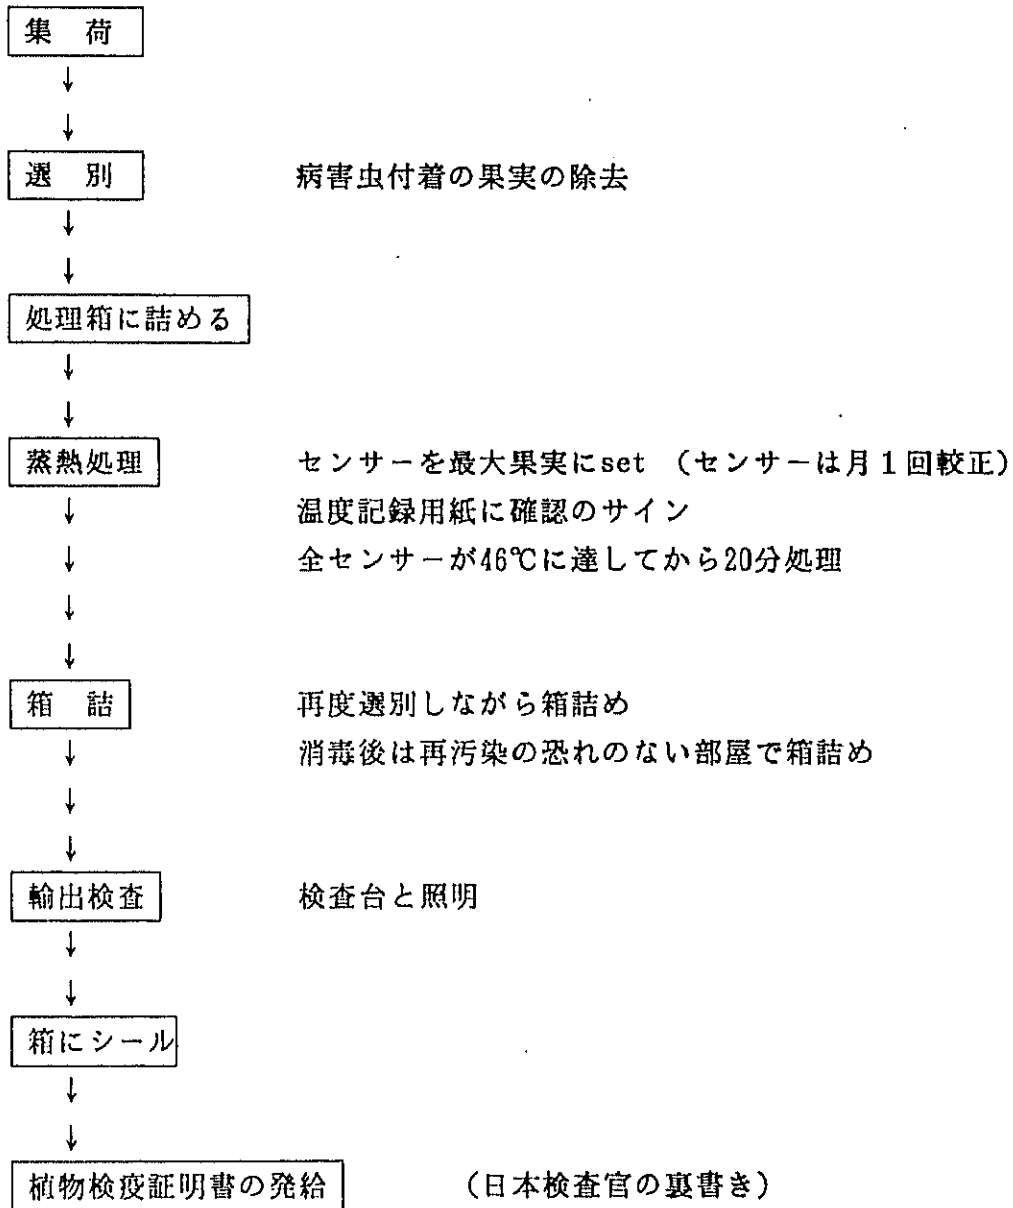 集　荷
↓
↓
選　別　病害虫付着の果実の除去
↓
↓
処理箱に詰める
↓
↓
蒸熱処理　センサーを最大果実にset （センサーは月１回較正）
↓　温度記録用紙に確認のサイン
↓　全センサーが46℃に達してから20分処理
↓
↓
箱　詰　再度選別しながら箱詰め
↓　消毒後は再汚染の恐れのない部屋で箱詰め
↓
↓
輸出検査　検査台と照明
↓
↓
箱にシール
↓
↓
植物検疫証明書の発給　（日本検査官の裏書き）